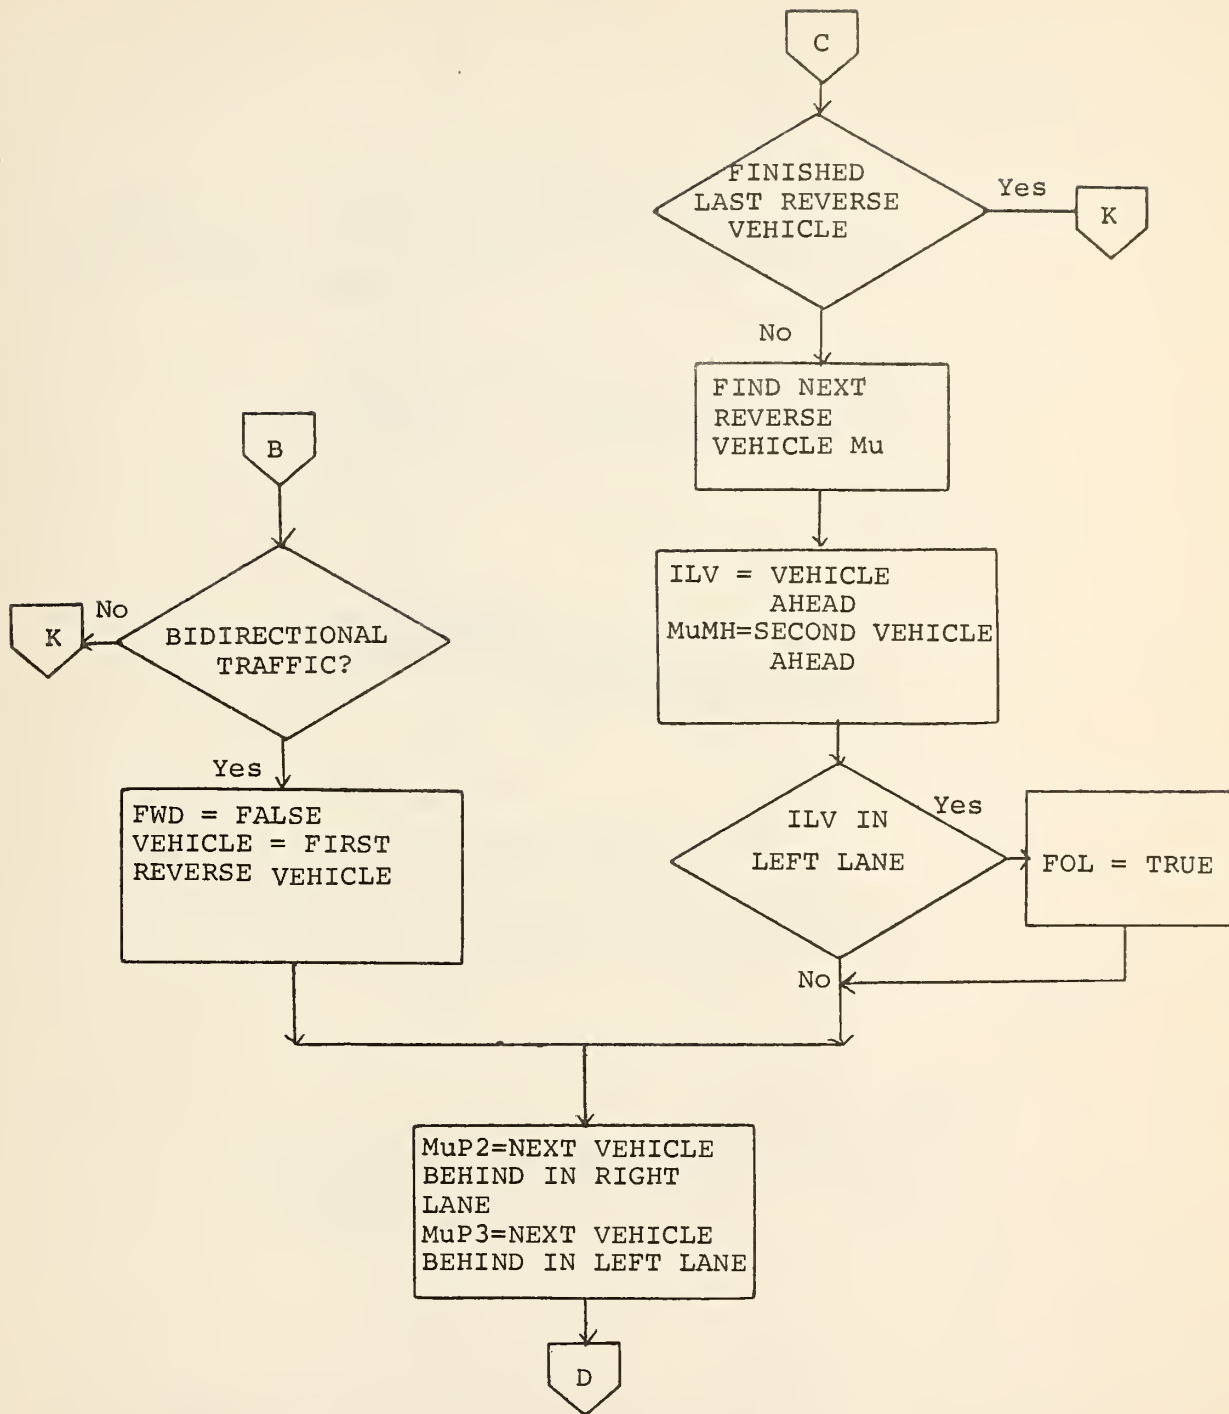 C
FINISHED
LAST REVERSE
VEHICLE
Yes
K
No
FIND NEXT
REVERSE
VEHICLE Mu
B
ILV = VEHICLE
AHEAD
MuMH=SECOND VEHICLE
AHEAD
No
K
BIDIRECTIONAL
TRAFFIC?
Yes
FWD = FALSE
VEHICLE = FIRST
REVERSE VEHICLE
ILV IN
LEFT LANE
Yes
FOL = TRUE
No
MuP2=NEXT VEHICLE
BEHIND IN RIGHT
LANE
MuP3=NEXT VEHICLE
BEHIND IN LEFT LANE
D